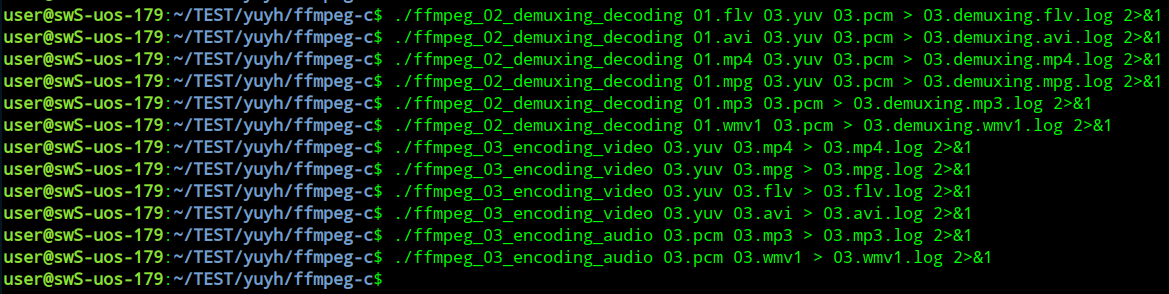 user@swS-uos-179:~/TEST/yuyh/ffmpeg-c$ ./ffmpeg_02_demuxing_decoding 01.flv 03.yuv 03.pcm > 03.demuxing.flv.log 2>&1
user@swS-uos-179:~/TEST/yuyh/ffmpeg-c$ ./ffmpeg_02_demuxing_decoding 01.avi 03.yuv 03.pcm > 03.demuxing.avi.log 2>&1
user@swS-uos-179:~/TEST/yuyh/ffmpeg-c$ ./ffmpeg_02_demuxing_decoding 01.mp4 03.yuv 03.pcm > 03.demuxing.mp4.log 2>&1
user@swS-uos-179:~/TEST/yuyh/ffmpeg-c$ ./ffmpeg_02_demuxing_decoding 01.mpg 03.yuv 03.pcm > 03.demuxing.mpg.log 2>&1
user@swS-uos-179:~/TEST/yuyh/ffmpeg-c$ ./ffmpeg_02_demuxing_decoding 01.mp3 03.pcm > 03.demuxing.mp3.log 2>&1
user@swS-uos-179:~/TEST/yuyh/ffmpeg-c$ ./ffmpeg_02_demuxing_decoding 01.wmv1 03.pcm > 03.demuxing.wmv1.log 2>&1
user@swS-uos-179:~/TEST/yuyh/ffmpeg-c$ ./ffmpeg_03_encoding_video 03.yuv 03.mp4 > 03.mp4.log 2>&1
user@swS-uos-179:~/TEST/yuyh/ffmpeg-c$ ./ffmpeg_03_encoding_video 03.yuv 03.mpg > 03.mpg.log 2>&1
user@swS-uos-179:~/TEST/yuyh/ffmpeg-c$ ./ffmpeg_03_encoding_video 03.yuv 03.flv > 03.flv.log 2>&1
user@swS-uos-179:~/TEST/yuyh/ffmpeg-c$ ./ffmpeg_03_encoding_video 03.yuv 03.avi > 03.avi.log 2>&1
user@swS-uos-179:~/TEST/yuyh/ffmpeg-c$ ./ffmpeg_03_encoding_audio 03.pcm 03.mp3 > 03.mp3.log 2>&1
user@swS-uos-179:~/TEST/yuyh/ffmpeg-c$ ./ffmpeg_03_encoding_audio 03.pcm 03.wmv1 > 03.wmv1.log 2>&1
user@swS-uos-179:~/TEST/yuyh/ffmpeg-c$